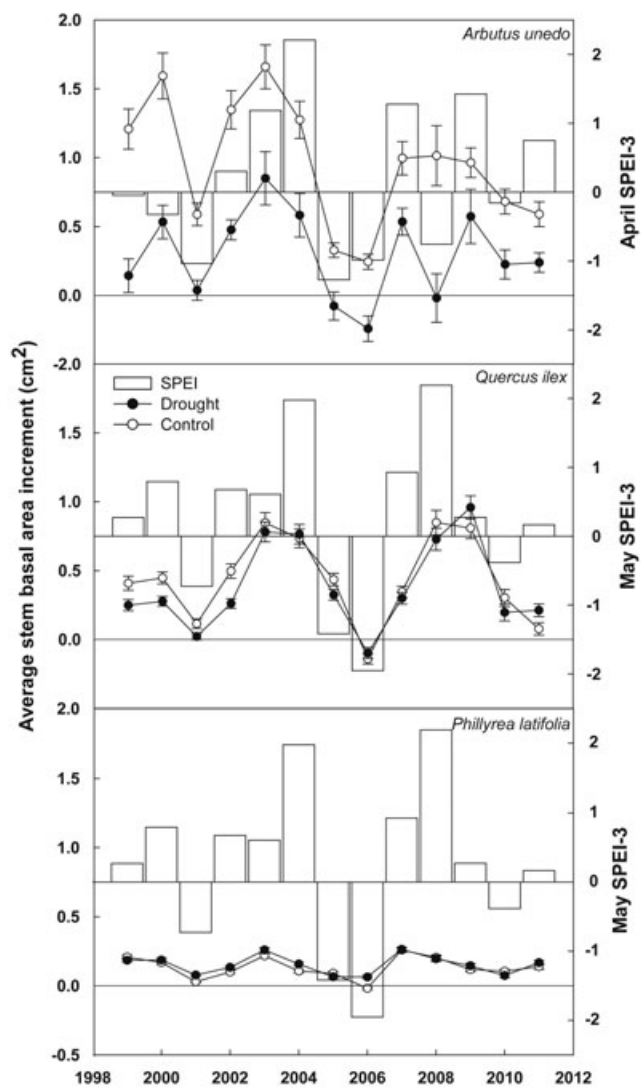 Average stem basal area increment (cm²)
2.0
1.5
1.0
0.5
0.0
-2.0
Arbutus unedo
2
1
0
-1
-2
April SPEI-3
1.5
1.0
0.5
0.0
2.0
SPEI
Drought
Control
Quercus ilex
2
1
0
-1
-2
May SPEI-3
1.5
1.0
0.5
0.0
-0.5
Phillyrea latifolia
2
1
0
-1
-2
May SPEI-3
1998 2000 2002 2004 2006 2008 2010 2012